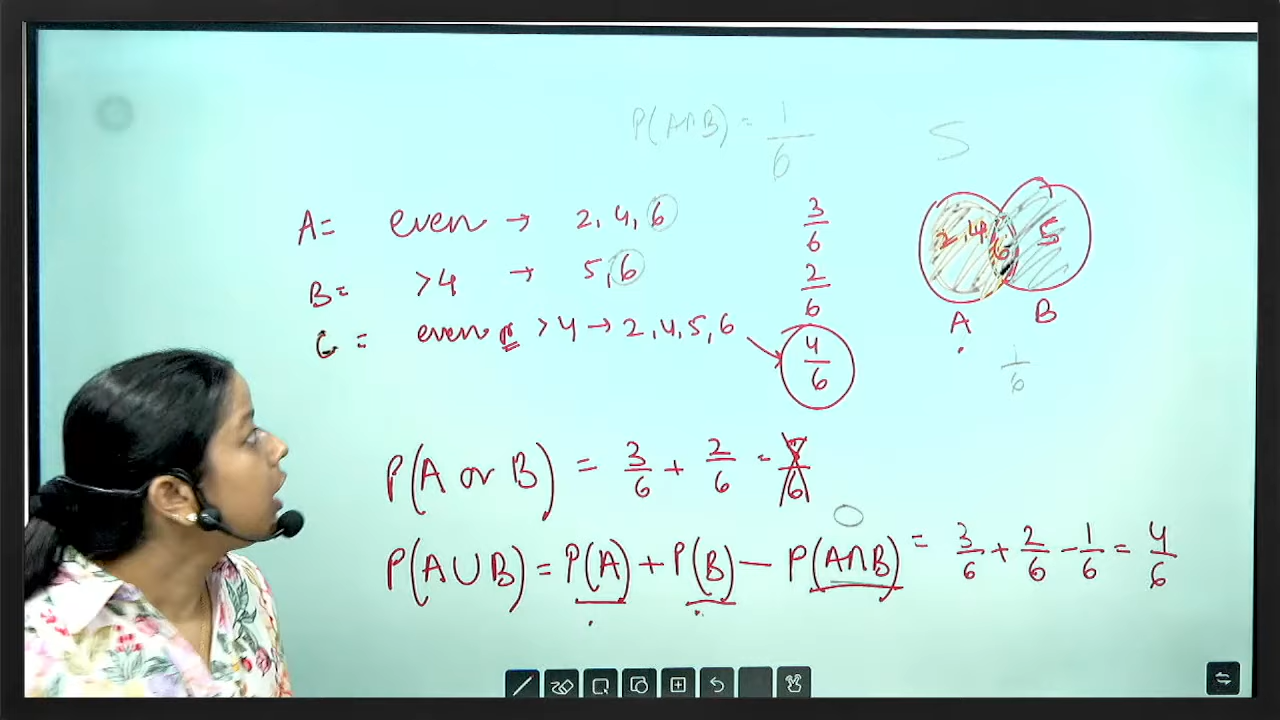 P(A∩B) = 1/6
S
A = even → 2, 4, 6 3/6
B = >4 → 5, 6 2/6
C = even or >4 → 2, 4, 5, 6 4/6
2, 4, 6 5
A B
1/6
P(A or B) = 3/6 + 2/6 =
P(A∪B) = P(A) + P(B) − P(A∩B) = 3/6 + 2/6 − 1/6 = 4/6